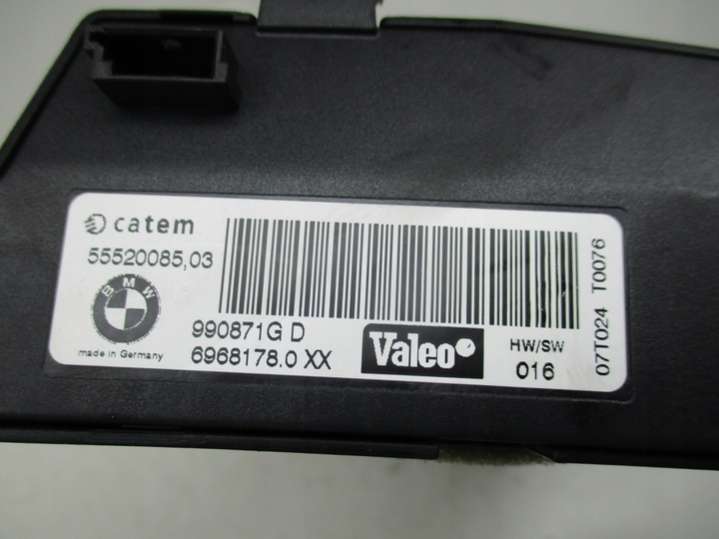 catem
55520085,03
BMW
made in Germany
990871G D
6968178.0 XX
Valeo
HW/SW
016
07T024 T0076